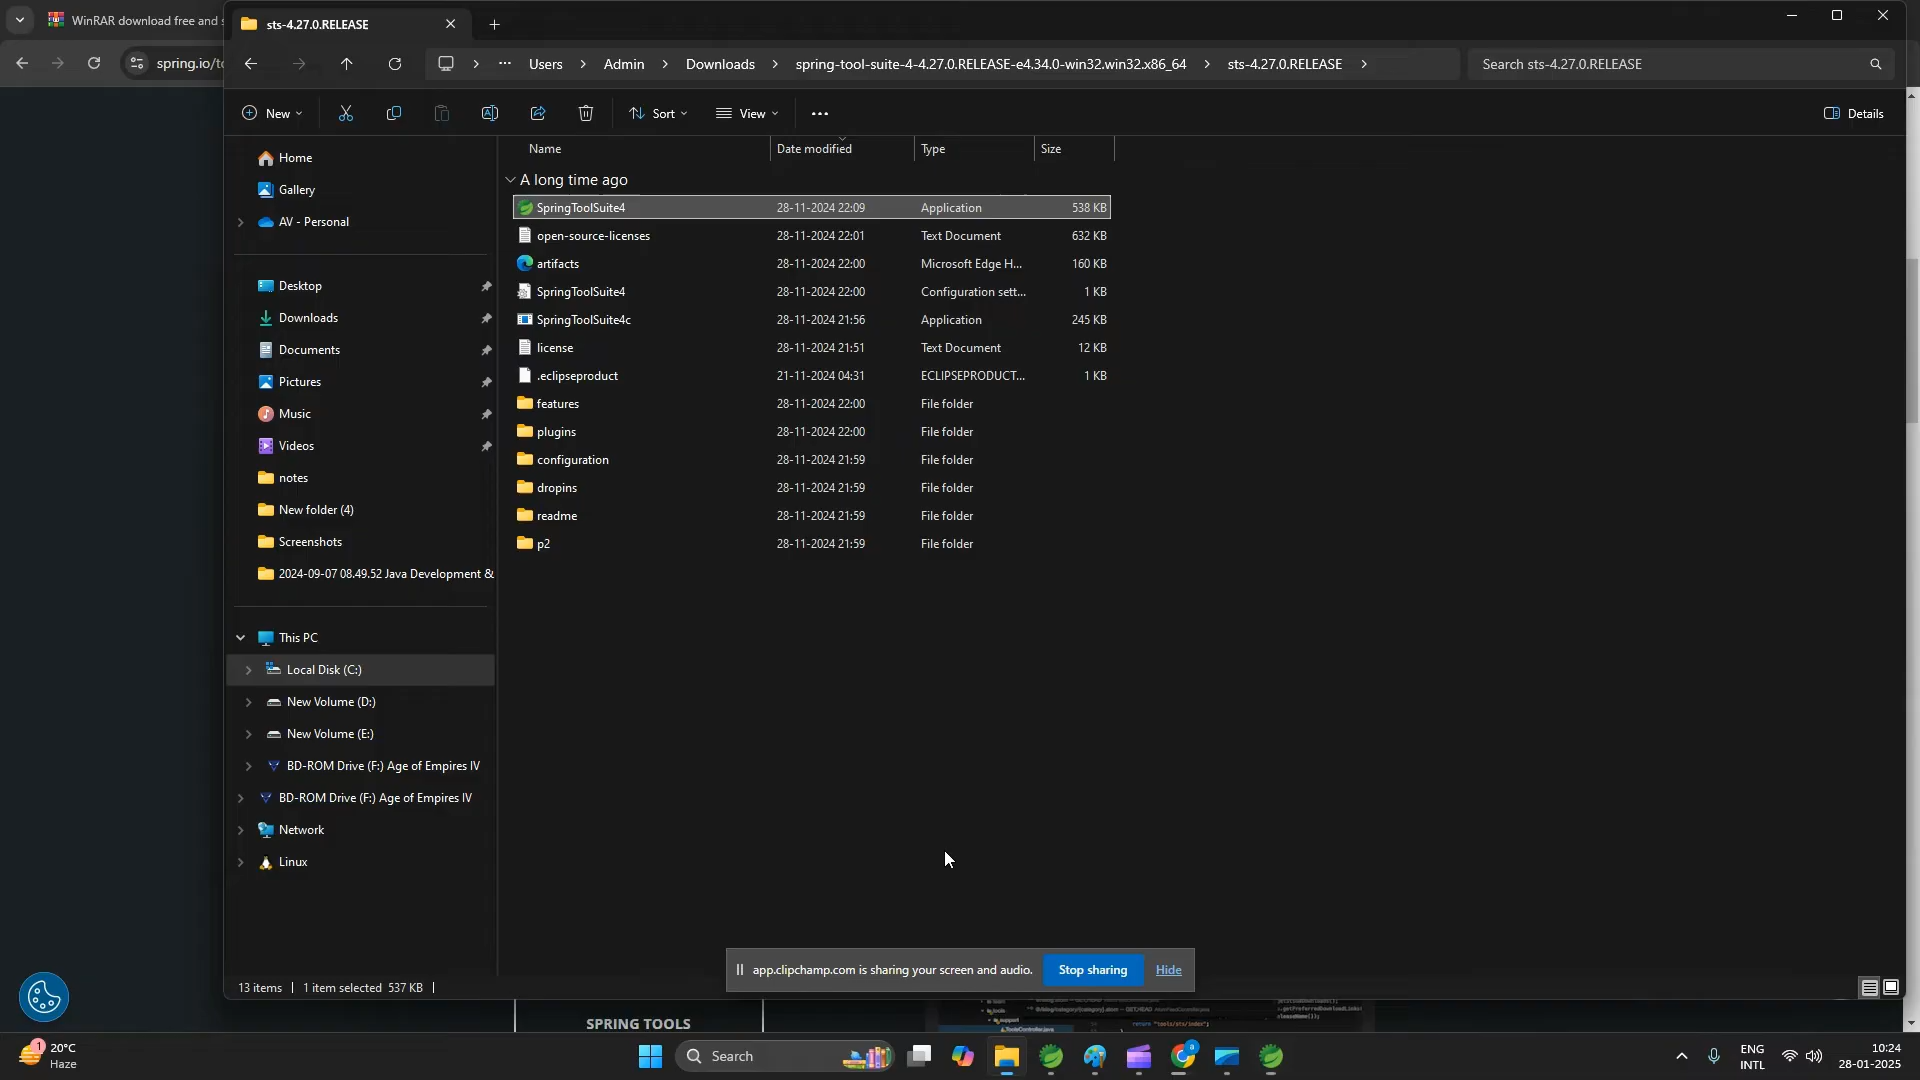 WinRAR download free and s
sts-4.27.0.RELEASE
spring.io/to
Users
Admin
Downloads
spring-tool-suite-4-4.27.0.RELEASE-e4.34.0-win32.win32.x86_64
sts-4.27.0.RELEASE
Search sts-4.27.0.RELEASE
New
Sort
View
Details
Home
Gallery
AV - Personal
Desktop
Downloads
Documents
Pictures
Music
Videos
notes
New folder (4)
Screenshots
2024-09-07 08.49.52 Java Development &
This PC
Local Disk (C:)
New Volume (D:)
New Volume (E:)
BD-ROM Drive (F:) Age of Empires IV
BD-ROM Drive (F:) Age of Empires IV
Network
Linux
Name Date modified Type Size
A long time ago
SpringToolSuite4 28-11-2024 22:09 Application 538 KB
open-source-licenses 28-11-2024 22:01 Text Document 632 KB
artifacts 28-11-2024 22:00 Microsoft Edge H... 160 KB
SpringToolSuite4 28-11-2024 22:00 Configuration sett... 1 KB
SpringToolSuite4c 28-11-2024 21:56 Application 245 KB
license 28-11-2024 21:51 Text Document 12 KB
.eclipseproduct 21-11-2024 04:31 ECLIPSEPRODUCT... 1 KB
features 28-11-2024 22:00 File folder
plugins 28-11-2024 22:00 File folder
configuration 28-11-2024 21:59 File folder
dropins 28-11-2024 21:59 File folder
readme 28-11-2024 21:59 File folder
p2 28-11-2024 21:59 File folder
app.clipchamp.com is sharing your screen and audio.
Stop sharing
Hide
13 items
1 item selected 537 KB
SPRING TOOLS
return "tools/sts/index";
1
20°C
Haze
Search
ENG
INTL
10:24
28-01-2025